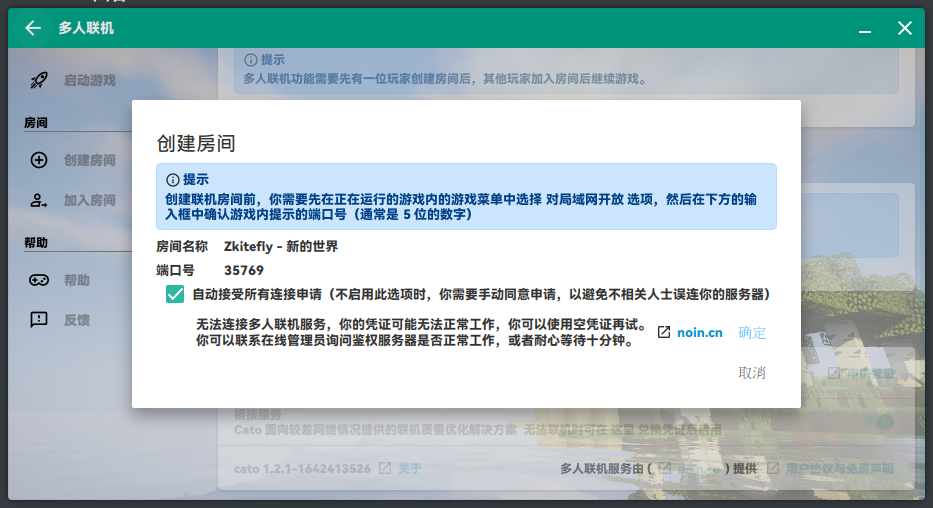 多人联机
提示
多人联机功能需要先有一位玩家创建房间后，其他玩家加入房间后继续游戏。
启动游戏
房间
创建房间
加入房间
帮助
帮助
反馈
创建房间
提示
创建联机房间前，你需要先在正在运行的游戏内的游戏菜单中选择 对局域网开放 选项，然后在下方的输
入框中确认游戏内提示的端口号（通常是 5 位的数字）
房间名称 Zkitefly - 新的世界
端口号 35769
自动接受所有连接申请（不启用此选项时，你需要手动同意申请，以避免不相关人士误连你的服务器）
无法连接多人联机服务，你的凭证可能无法正常工作，你可以使用空凭证再试。
你可以联系在线管理员询问鉴权服务器是否正常工作，或者耐心等待十分钟。
noin.cn 确定
取消
申请凭证
桥接服务
Cato 面向较差网络情况提供的联机质量优化解决方案 无法联机时可在 这里 兑换凭证后启用
cato 1.2.1-1642413526 关于
多人联机服务由 ( noin.cn ) 提供 用户协议与免责声明